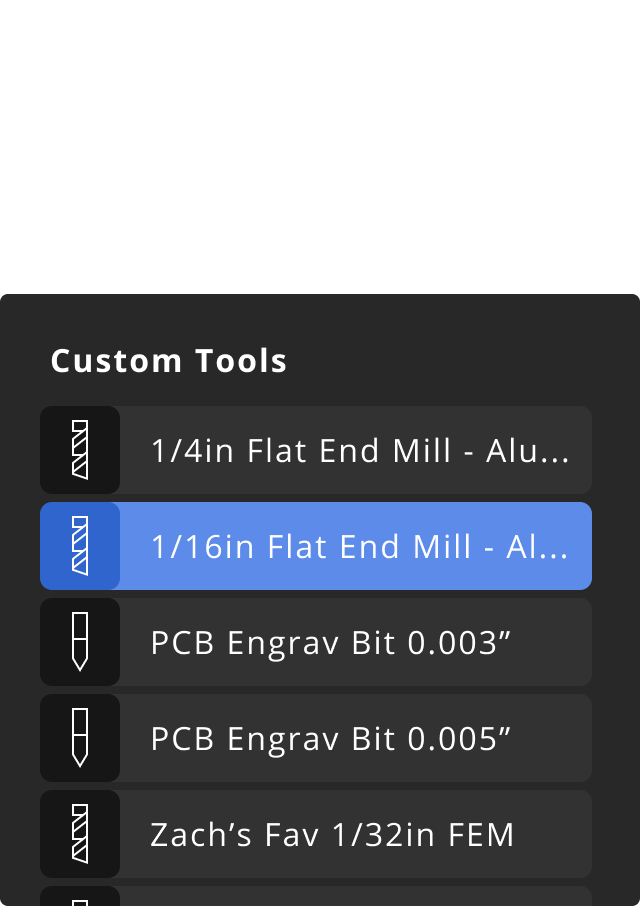 Custom Tools
1/4in Flat End Mill - Alu...
1/16in Flat End Mill - Al...
PCB Engrav Bit 0.003”
PCB Engrav Bit 0.005”
Zach’s Fav 1/32in FEM